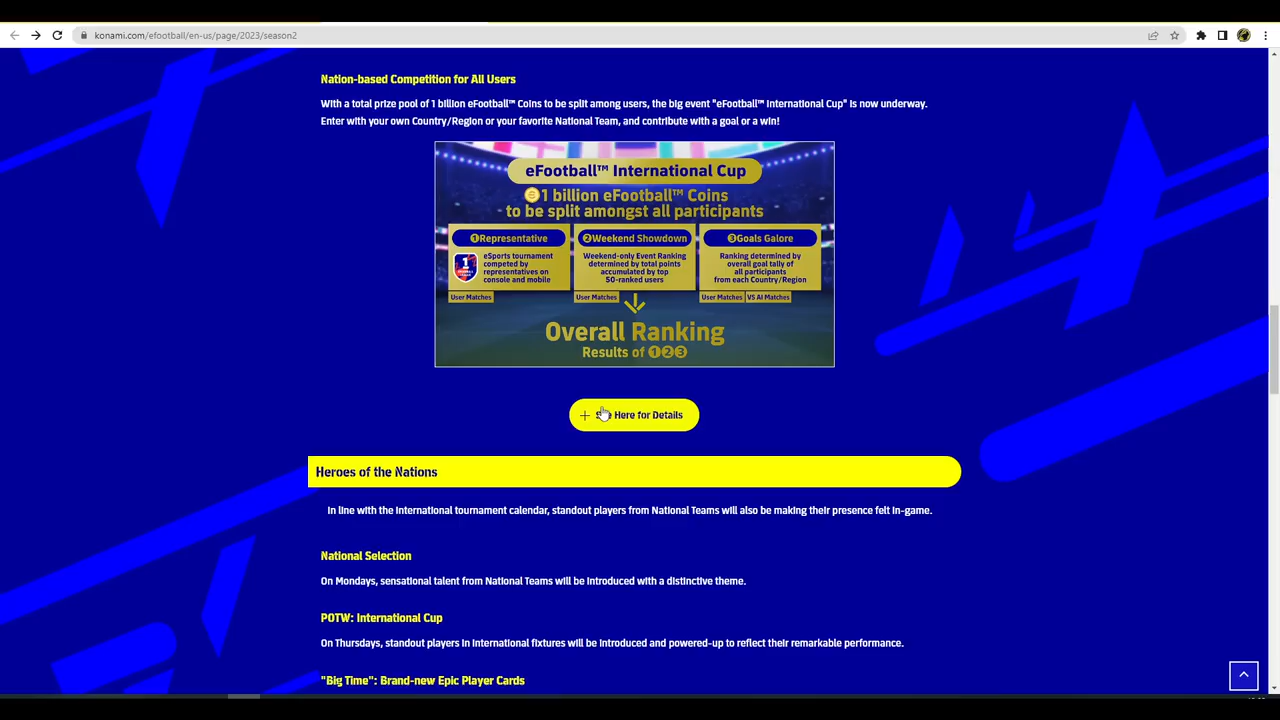 konami.com/efootball/en-us/page/2023/season2
Nation-based Competition for All Users
With a total prize pool of 1 billion eFootball™ Coins to be split among users, the big event "eFootball™ International Cup" is now underway.
Enter with your own Country/Region or your favorite National Team, and contribute with a goal or a win!
eFootball™ International Cup
1 billion eFootball™ Coins
to be split amongst all participants
❶Representative
eSports tournament
competed by
representatives on
console and mobile
User Matches
❷Weekend Showdown
Weekend-only Event Ranking
determined by total points
accumulated by top
50-ranked users
User Matches
❸Goals Galore
Ranking determined by
overall goal tally of
all participants
from each Country/Region
User Matches VS AI Matches
Overall Ranking
Results of ❶❷❸
Here for Details
Heroes of the Nations
In line with the international tournament calendar, standout players from National Teams will also be making their presence felt in-game.
National Selection
On Mondays, sensational talent from National Teams will be introduced with a distinctive theme.
POTW: International Cup
On Thursdays, standout players in international fixtures will be introduced and powered-up to reflect their remarkable performance.
"Big Time": Brand-new Epic Player Cards